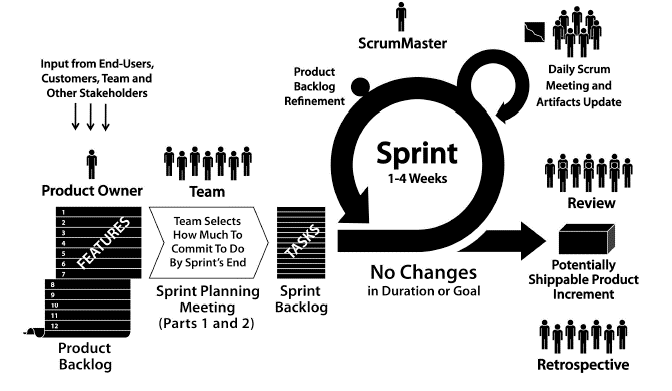 ScrumMaster
Input from End-Users,
Customers, Team and
Other Stakeholders
Product
Backlog
Refinement
Daily Scrum
Meeting and
Artifacts Update
Product Owner
Team
Sprint
1-4 Weeks
Review
1
2
3
4
5
6
7
8
9
10
11
12
FEATURES
Team Selects
How Much To
Commit To Do
By Sprint's End
TASKS
Product
Backlog
Sprint Planning
Meeting
(Parts 1 and 2)
Sprint
Backlog
No Changes
in Duration or Goal
Potentially
Shippable Product
Increment
Retrospective